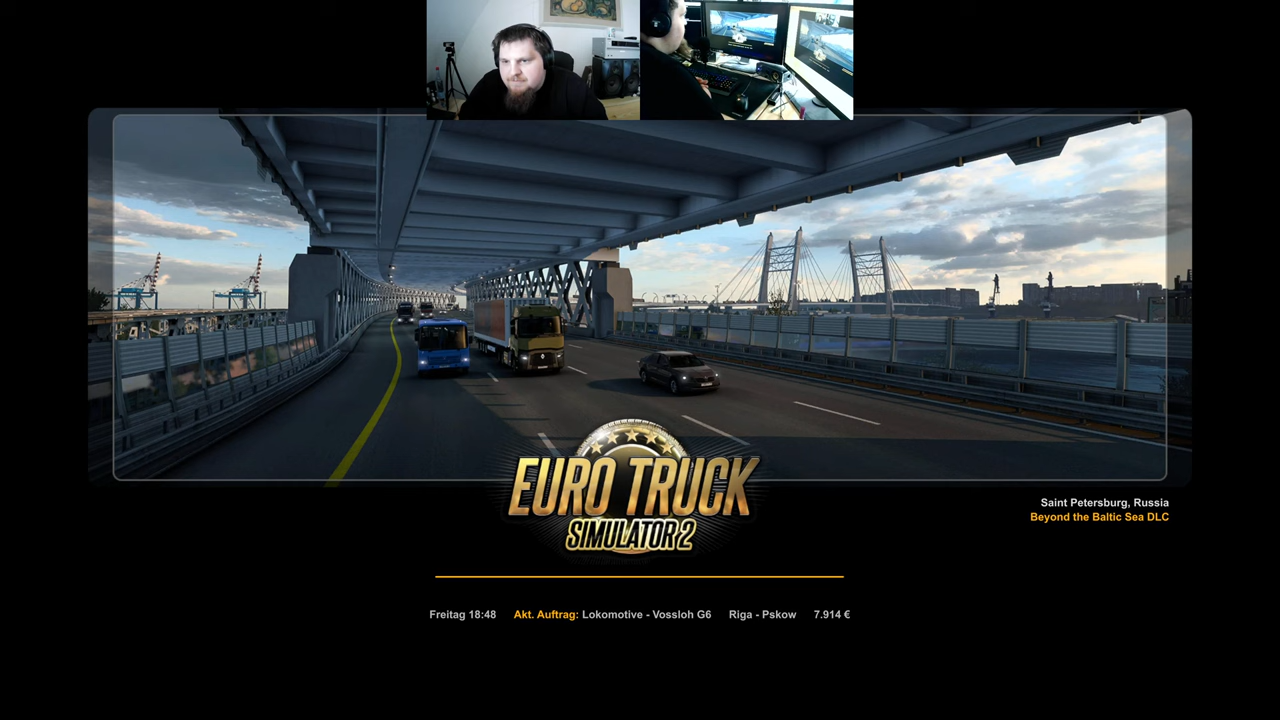 EURO TRUCK
SIMULATOR 2
Saint Petersburg, Russia
Beyond the Baltic Sea DLC
Freitag 18:48 Akt. Auftrag: Lokomotive - Vossloh G6 Riga - Pskow 7.914 €